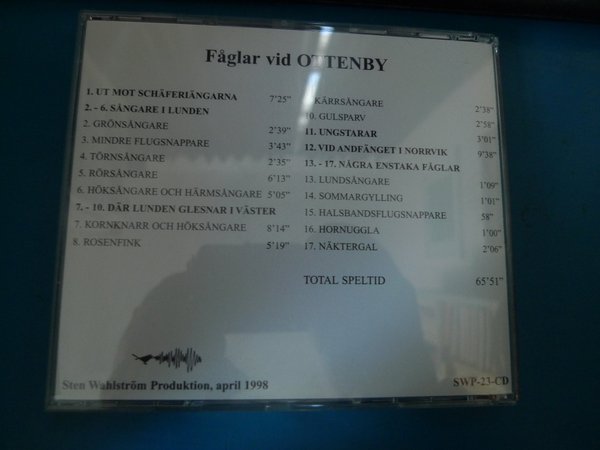 Fåglar vid OTTENBY
1. UT MOT SCHÄFERIÄNGARNA 7'25"
2. - 6. SÅNGARE I LUNDEN
2. GRÖNSÅNGARE 2'39"
3. MINDRE FLUGSNAPPARE 3'43"
4. TÖRNSÅNGARE 2'35"
5. RÖRSÅNGARE 6'13"
6. HÖKSÅNGARE OCH HÄRMSÅNGARE 5'05"
7. - 10. DÄR LUNDEN GLESNAR I VÄSTER
7. KORNKNARR OCH HÖKSÅNGARE 8'14"
8. ROSENFINK 5'19"
KÄRRSÅNGARE 2'38"
10. GULSPARV 2'58"
11. UNGSTARAR 3'01"
12. VID ANDFÄNGET I NORRVIK 9'38"
13. - 17. NÅGRA ENSTAKA FÅGLAR
13. LUNDSÅNGARE 1'09"
14. SOMMARGYLLING 1'01"
15. HALSBANDSFLUGSNAPPARE 58"
16. HORNUGGLA 1'00"
17. NÄKTERGAL 2'06"
TOTAL SPELTID 65'51"
Sten Wahlström Produktion, april 1998
SWP-23-CD